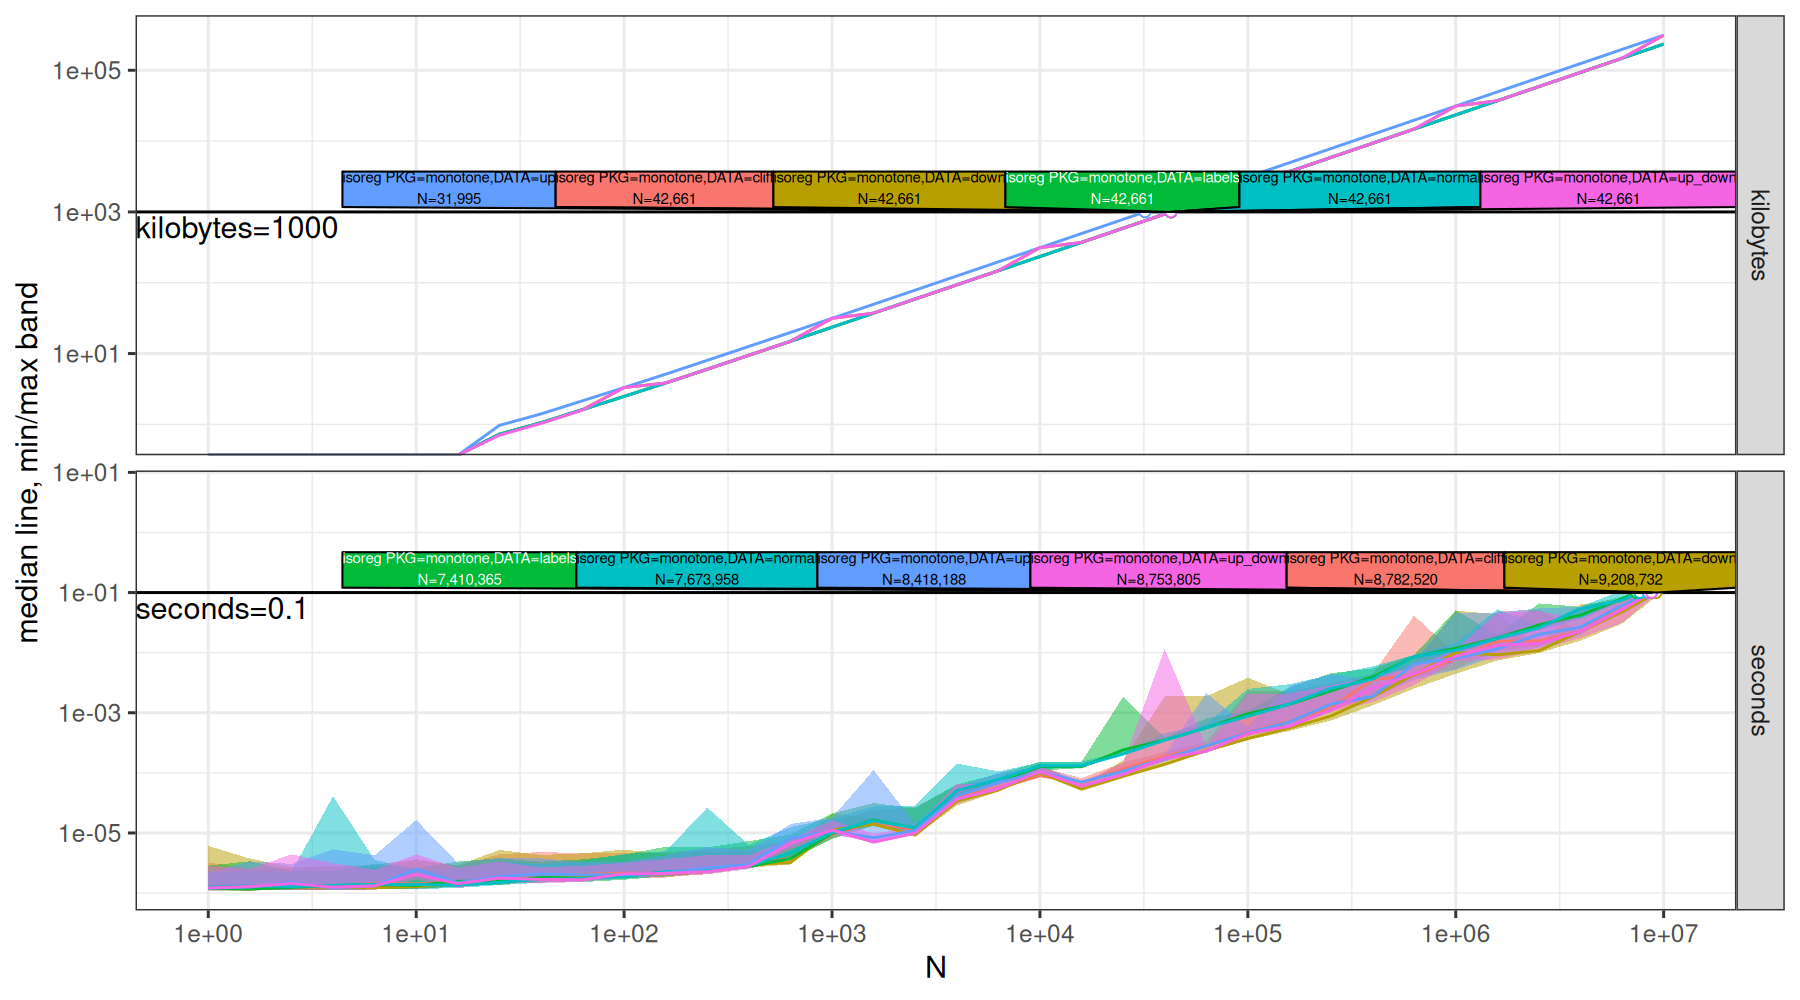 1e+05
isoreg PKG=monotone,DATA=up isoreg PKG=monotone,DATA=cliff isoreg PKG=monotone,DATA=down isoreg PKG=monotone,DATA=labels isoreg PKG=monotone,DATA=normal isoreg PKG=monotone,DATA=up_down
N=31,995 N=42,661 N=42,661 N=42,661 N=42,661 N=42,661
1e+03
kilobytes=1000
1e+01
kilobytes
median line, min/max band
1e+01
isoreg PKG=monotone,DATA=labels isoreg PKG=monotone,DATA=normal isoreg PKG=monotone,DATA=up isoreg PKG=monotone,DATA=up_down isoreg PKG=monotone,DATA=cliff isoreg PKG=monotone,DATA=down
N=7,410,365 N=7,673,958 N=8,418,188 N=8,753,805 N=8,782,520 N=9,208,732
1e-01
seconds=0.1
1e-03
1e-05
seconds
1e+00 1e+01 1e+02 1e+03 1e+04 1e+05 1e+06 1e+07
N